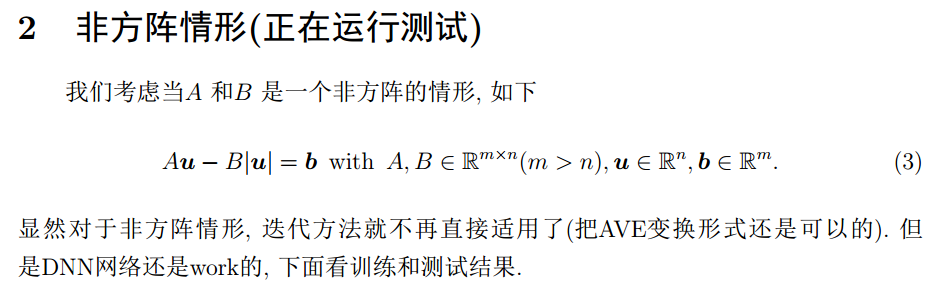 2 非方阵情形(正在运行测试)
我们考虑当A 和B 是一个非方阵的情形, 如下
Au − B|u| = b with A, B ∈ ℝ^{m×n}(m > n), u ∈ ℝ^n, b ∈ ℝ^m. (3)
显然对于非方阵情形, 迭代方法就不再直接适用了(把AVE变换形式还是可以的). 但
是DNN网络还是work的, 下面看训练和测试结果.